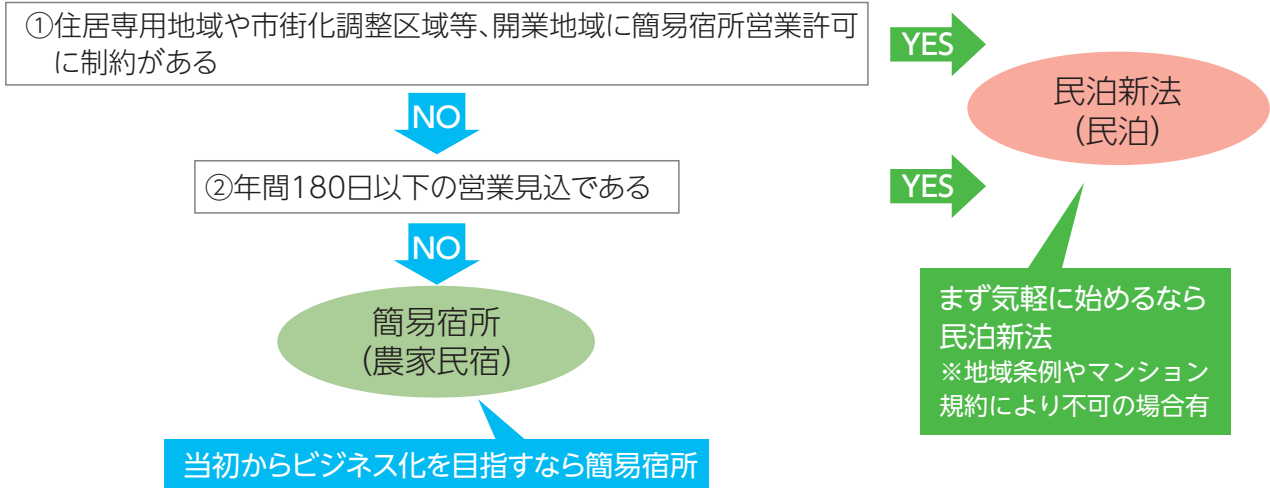 ①住居専用地域や市街化調整区域等、開業地域に簡易宿所営業許可
に制約がある
YES
民泊新法
(民泊)
NO
②年間180日以下の営業見込である
YES
NO
簡易宿所
(農家民宿)
まず気軽に始めるなら
民泊新法
※地域条例やマンション
規約により不可の場合有
当初からビジネス化を目指すなら簡易宿所